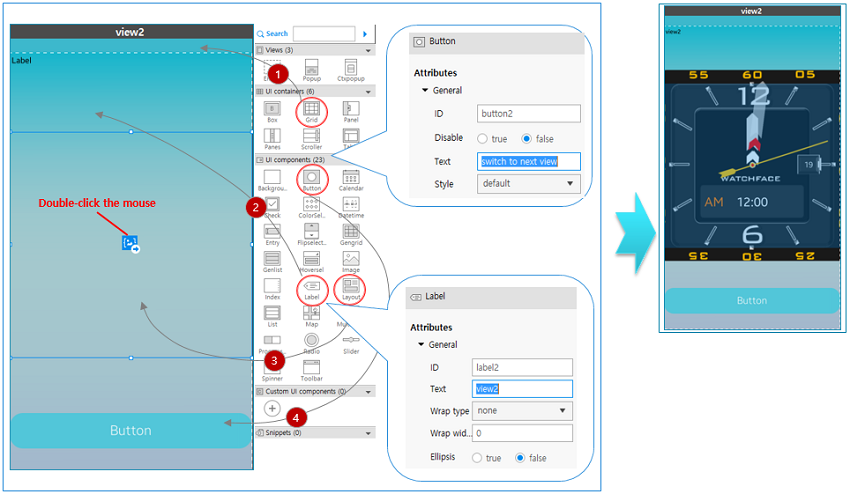 view2
Label
Double-click the mouse
Button
Search
Views (3)
Popup
Ctxpopup
1
UI containers (6)
Box
Grid
Panel
Panes
Scroller
UI components (23)
Backgrou...
Button
Calendar
2
Check
ColorSel...
Datetime
Entry
Flipselect...
Gengrid
Genlist
Hoversel
Image
Index
Label
Layout
List
Map
Radio
Slider
3
Spinner
Toolbar
Custom UI components (0)
4
Snippets (0)
Button
Attributes
General
ID
button2
Disable
true
false
Text
switch to next view
Style
default
Label
Attributes
General
ID
label2
Text
view2
Wrap type
none
Wrap wid...
0
Ellipsis
true
false
view2
view2
55 60 05
12
19
WATCHFACE
AM 12:00
6
35 30 25
Button